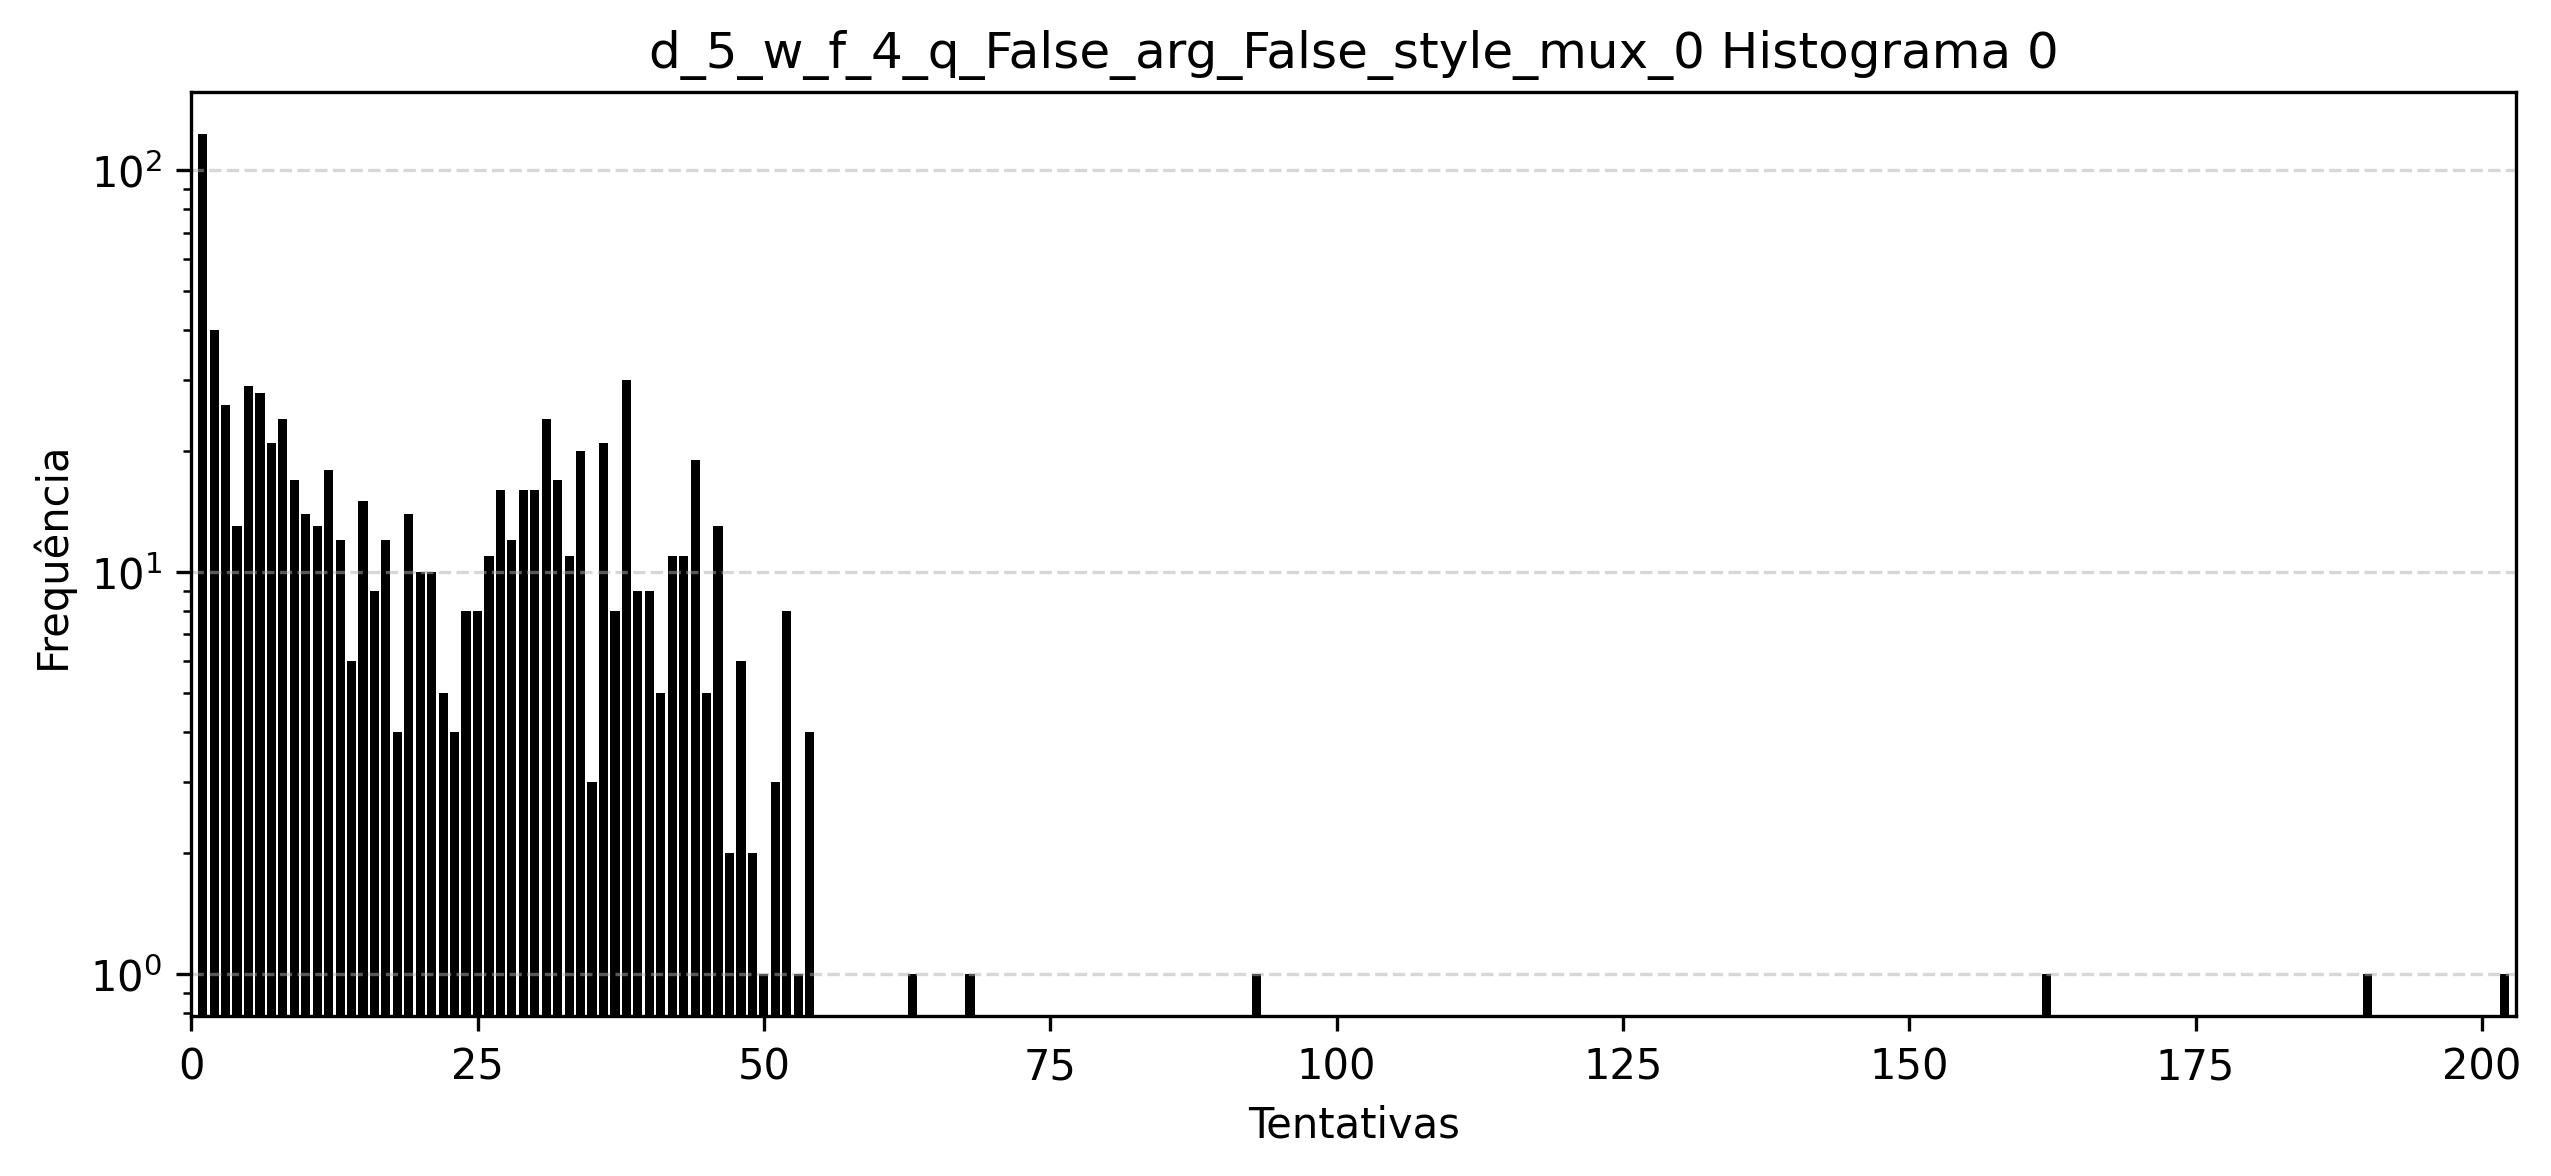 d_5_w_f_4_q_False_arg_False_style_mux_0 Histograma 0
Frequência
10²
10¹
10⁰
0 25 50 75 100 125 150 175 200
Tentativas